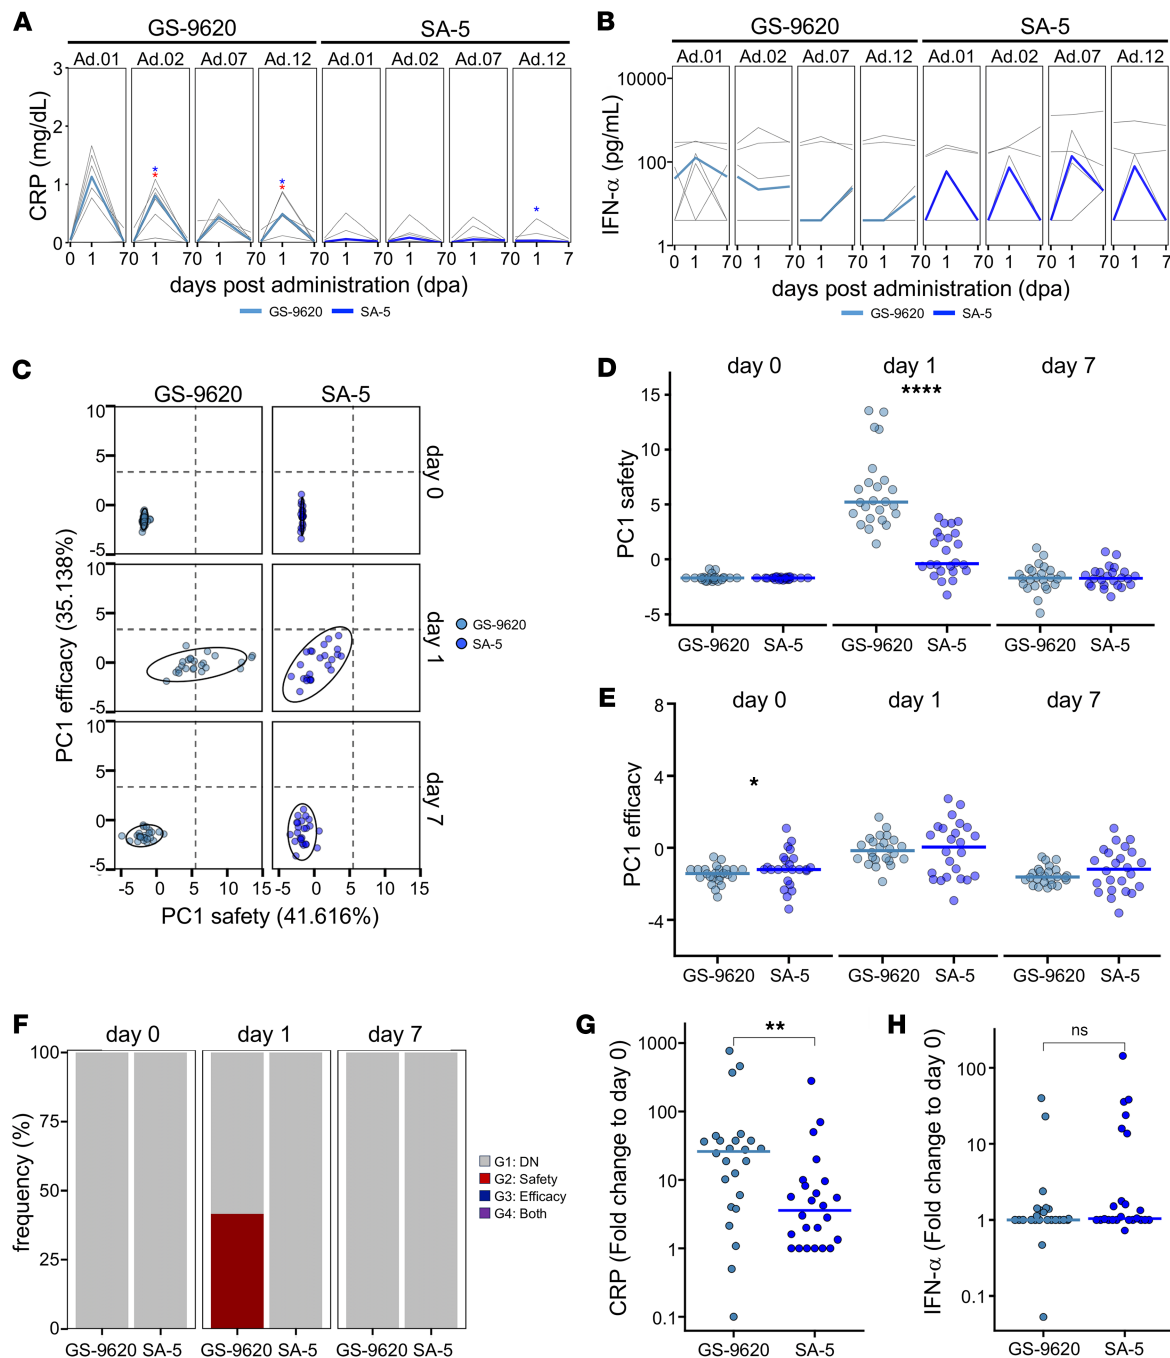 A
GS-9620 SA-5
Ad.01 Ad.02 Ad.07 Ad.12 Ad.01 Ad.02 Ad.07 Ad.12
CRP (mg/dL)
3
2
1
0
* * * * *
0 1 70 1 70 1 70 1 70 1 70 1 70 1 70 1 7
days post administration (dpa)
GS-9620 SA-5
B
GS-9620 SA-5
Ad.01 Ad.02 Ad.07 Ad.12 Ad.01 Ad.02 Ad.07 Ad.12
IFN-α (pg/mL)
10000
100
1
0 1 70 1 70 1 70 1 70 1 70 1 70 1 70 1 7
days post administration (dpa)
GS-9620 SA-5
C
GS-9620 SA-5
PC1 efficacy (35.138%)
10
5
0
-5
day 0
10
5
0
-5
day 1
10
5
0
-5
day 7
-5 0 5 10 15 -5 0 5 10 15
PC1 safety (41.616%)
GS-9620
SA-5
D
day 0 day 1 day 7
****
PC1 safety
15
10
5
0
-5
GS-9620 SA-5 GS-9620 SA-5 GS-9620 SA-5
E
day 0 day 1 day 7
*
PC1 efficacy
8
4
0
-4
GS-9620 SA-5 GS-9620 SA-5 GS-9620 SA-5
F
day 0 day 1 day 7
frequency (%)
100
75
50
25
0
GS-9620 SA-5 GS-9620 SA-5 GS-9620 SA-5
G1: DN
G2: Safety
G3: Efficacy
G4: Both
G
**
CRP (Fold change to day 0)
1000
100
10
1
0.1
GS-9620 SA-5
H
ns
IFN-α (Fold change to day 0)
100
10
1
0.1
GS-9620 SA-5